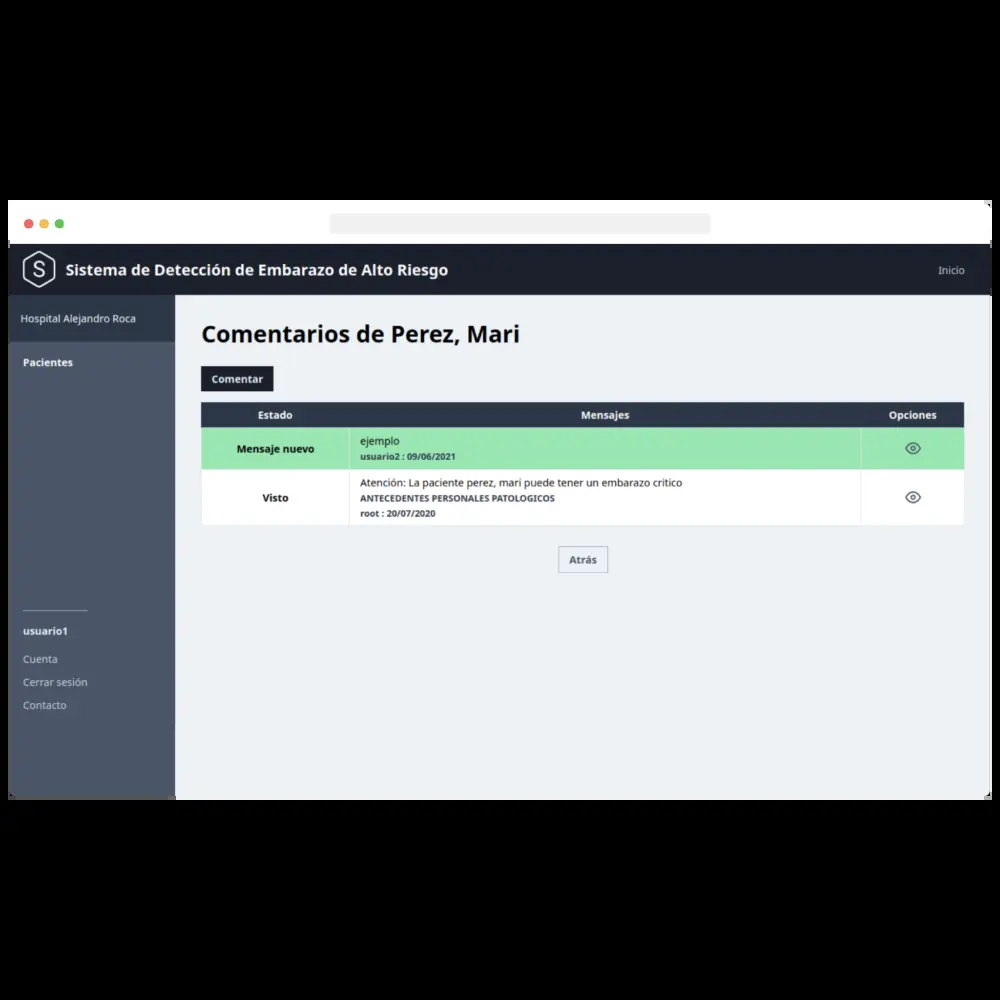 S
Sistema de Detección de Embarazo de Alto Riesgo
Inicio
Hospital Alejandro Roca
Pacientes
usuario1
Cuenta
Cerrar sesión
Contacto
Comentarios de Perez, Mari
Comentar
Estado Mensajes Opciones
Mensaje nuevo
ejemplo
usuario2 : 09/06/2021
Visto
Atención: La paciente perez, mari puede tener un embarazo critico
ANTECEDENTES PERSONALES PATOLOGICOS
root : 20/07/2020
Atrás